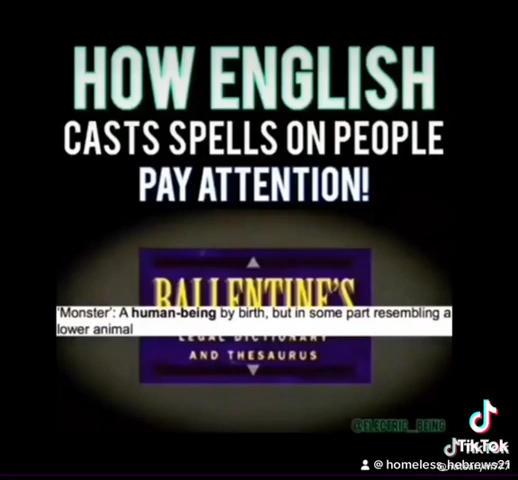 HOW ENGLISH
CASTS SPELLS ON PEOPLE
PAY ATTENTION!
BALLENTINE'S
'Monster': A human-being by birth, but in some part resembling a
lower animal
LEGAL DICTIONARY
AND THESAURUS
@ELECTRIC_BEING
TikTok
@ homeless_hebrews21